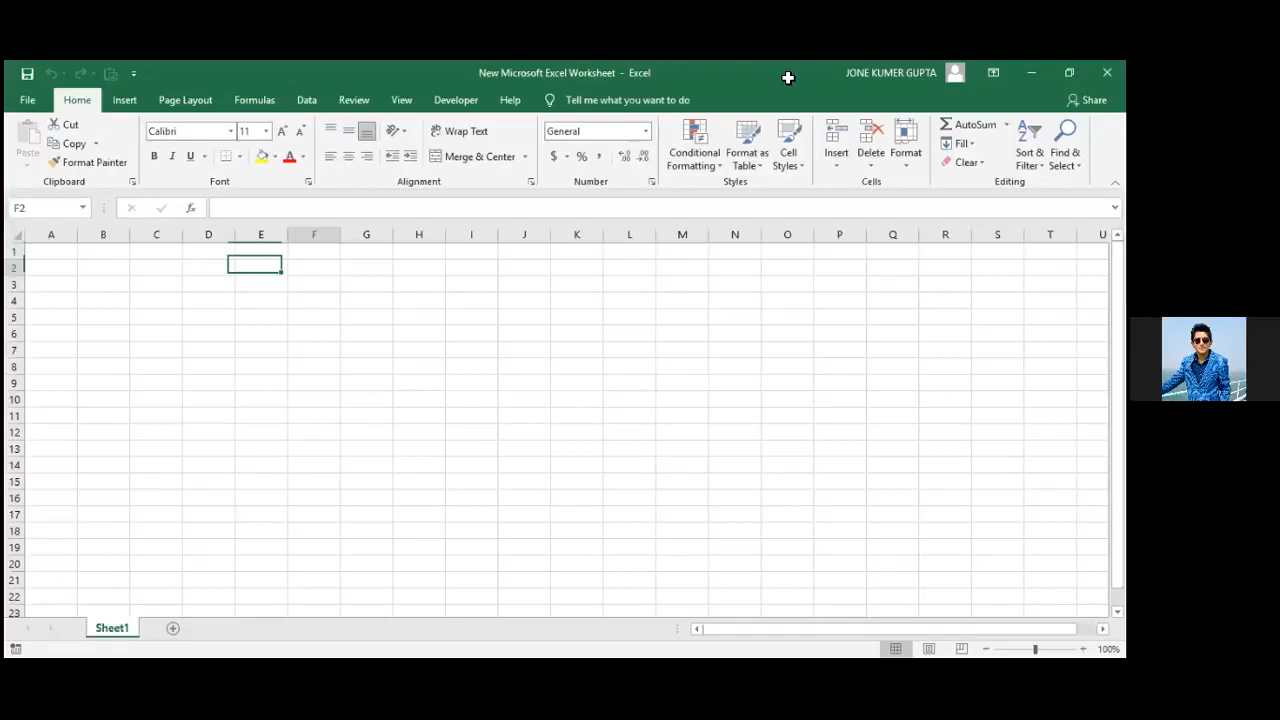 New Microsoft Excel Worksheet - Excel
JONE KUMER GUPTA
File Home Insert Page Layout Formulas Data Review View Developer Help Tell me what you want to do Share
Paste
Cut
Copy
Format Painter
Clipboard
Calibri 11 A A
B I U A
Font
Wrap Text
Merge & Center
Alignment
General
$ % , .00 .0
Number
Conditional Formatting
Format as Table
Cell Styles
Styles
Insert
Delete
Format
Cells
AutoSum
Fill
Clear
Sort & Filter
Find & Select
Editing
F2 fx
A B C D E F G H I J K L M N O P Q R S T U
1
2
3
4
5
6
7
8
9
10
11
12
13
14
15
16
17
18
19
20
21
22
23
Sheet1
100%